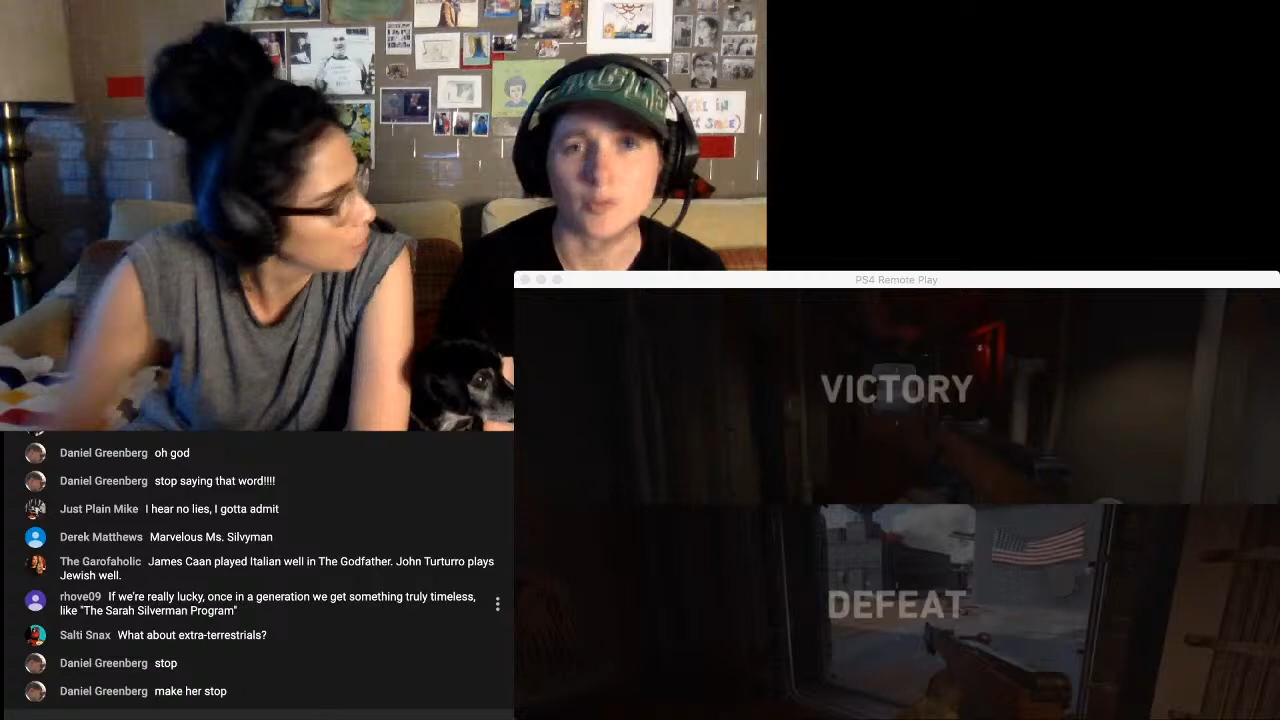 PS4 Remote Play
VICTORY
DEFEAT
Daniel Greenberg oh god
Daniel Greenberg stop saying that word!!!!
Just Plain Mike I hear no lies, I gotta admit
Derek Matthews Marvelous Ms. Silvyman
The Garofaholic James Caan played Italian well in The Godfather. John Turturro plays
Jewish well.
rhove09 If we're really lucky, once in a generation we get something truly timeless,
like "The Sarah Silverman Program"
Salti Snax What about extra-terrestrials?
Daniel Greenberg stop
Daniel Greenberg make her stop